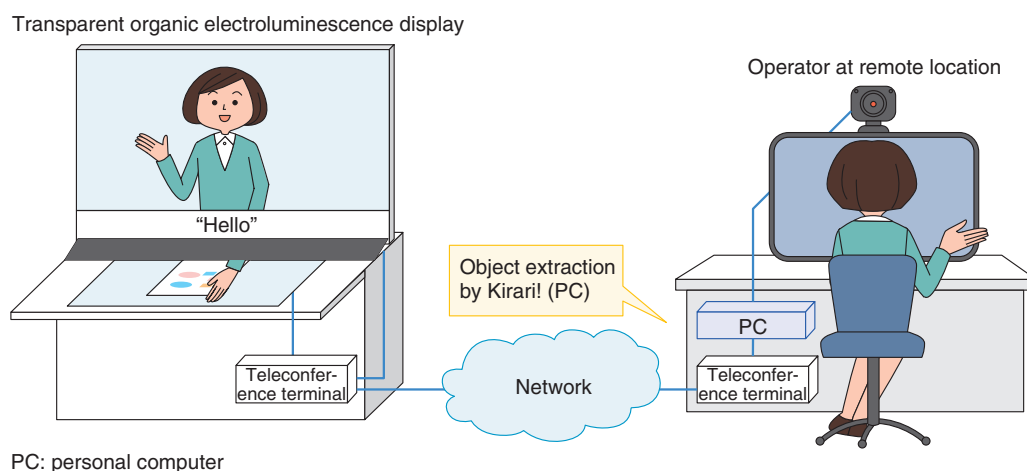 Transparent organic electroluminescence display
Operator at remote location
“Hello”
Object extraction
by Kirari! (PC)
PC
Teleconfer-
ence terminal
Network
Teleconfer-
ence terminal
PC: personal computer